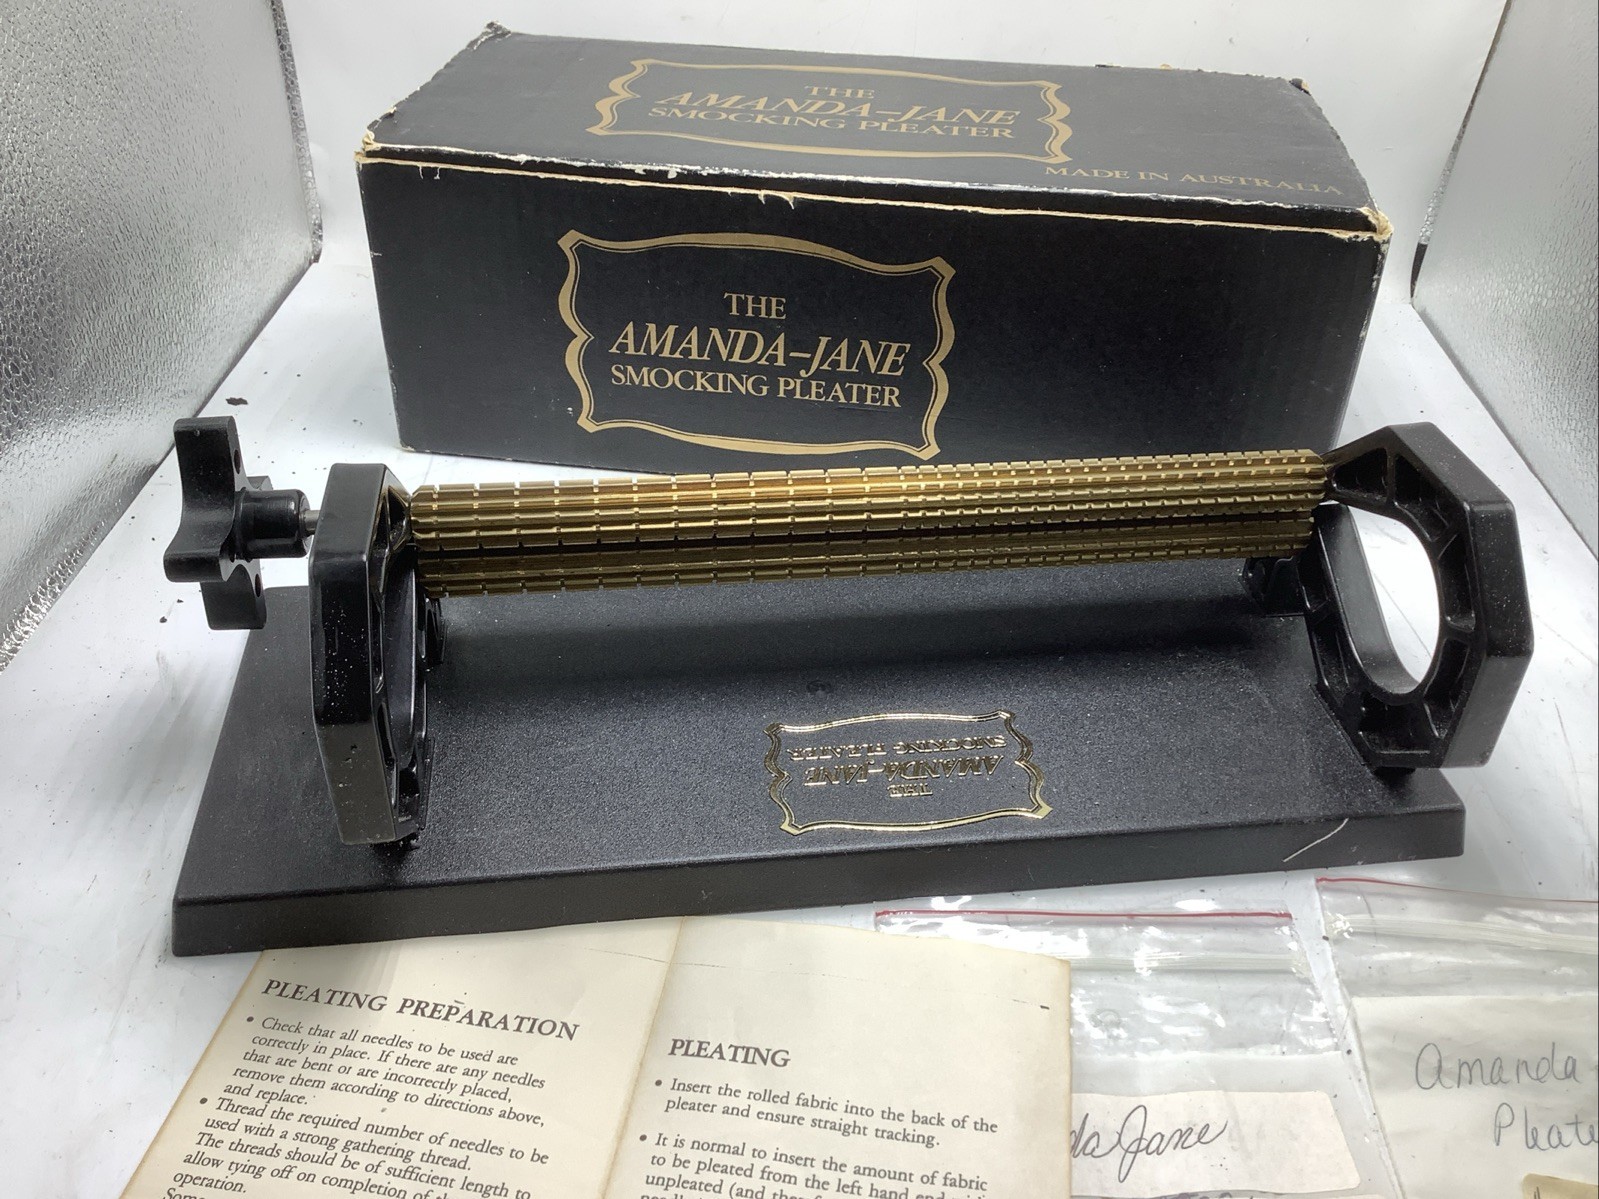 THE
AMANDA-JANE
SMOCKING PLEATER
MADE IN AUSTRALIA
THE
AMANDA-JANE
SMOCKING PLEATER
THE
AMANDA-JANE
SMOCKING PLEATER
PLEATING PREPARATION
• Check that all needles to be used are
correctly in place. If there are any needles
that are bent or are incorrectly placed,
remove them according to directions above,
and replace.
• Thread the required number of needles to be
used with a strong gathering thread.
The threads should be of sufficient length to
allow tying off on completion of
operation.
Some
PLEATING
• Insert the rolled fabric into the back of the
pleater and ensure straight tracking.
• It is normal to insert the amount of fabric
to be pleated from the left hand end
unpleated (and
da Jane
Amanda
Pleate